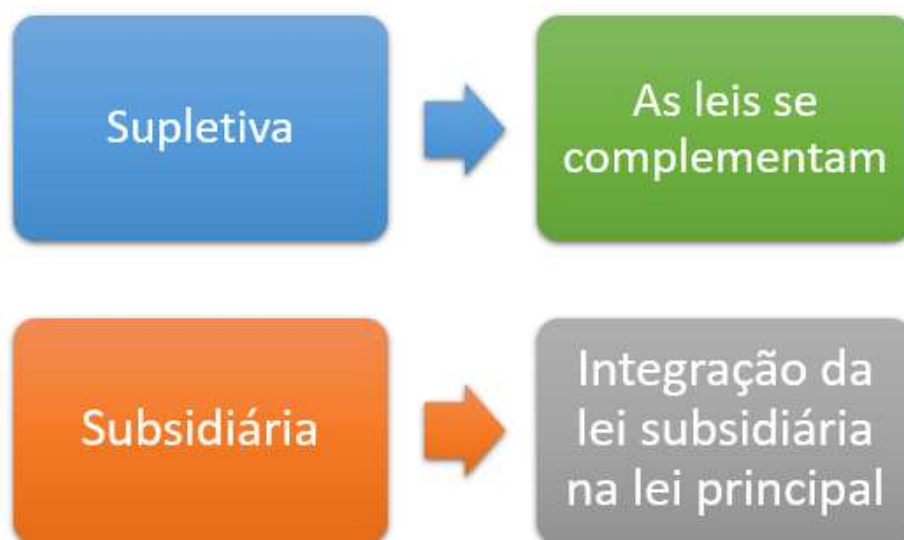 Supletiva
As leis se
complementam
Subsidiária
Integração da
lei subsidiária
na lei principal